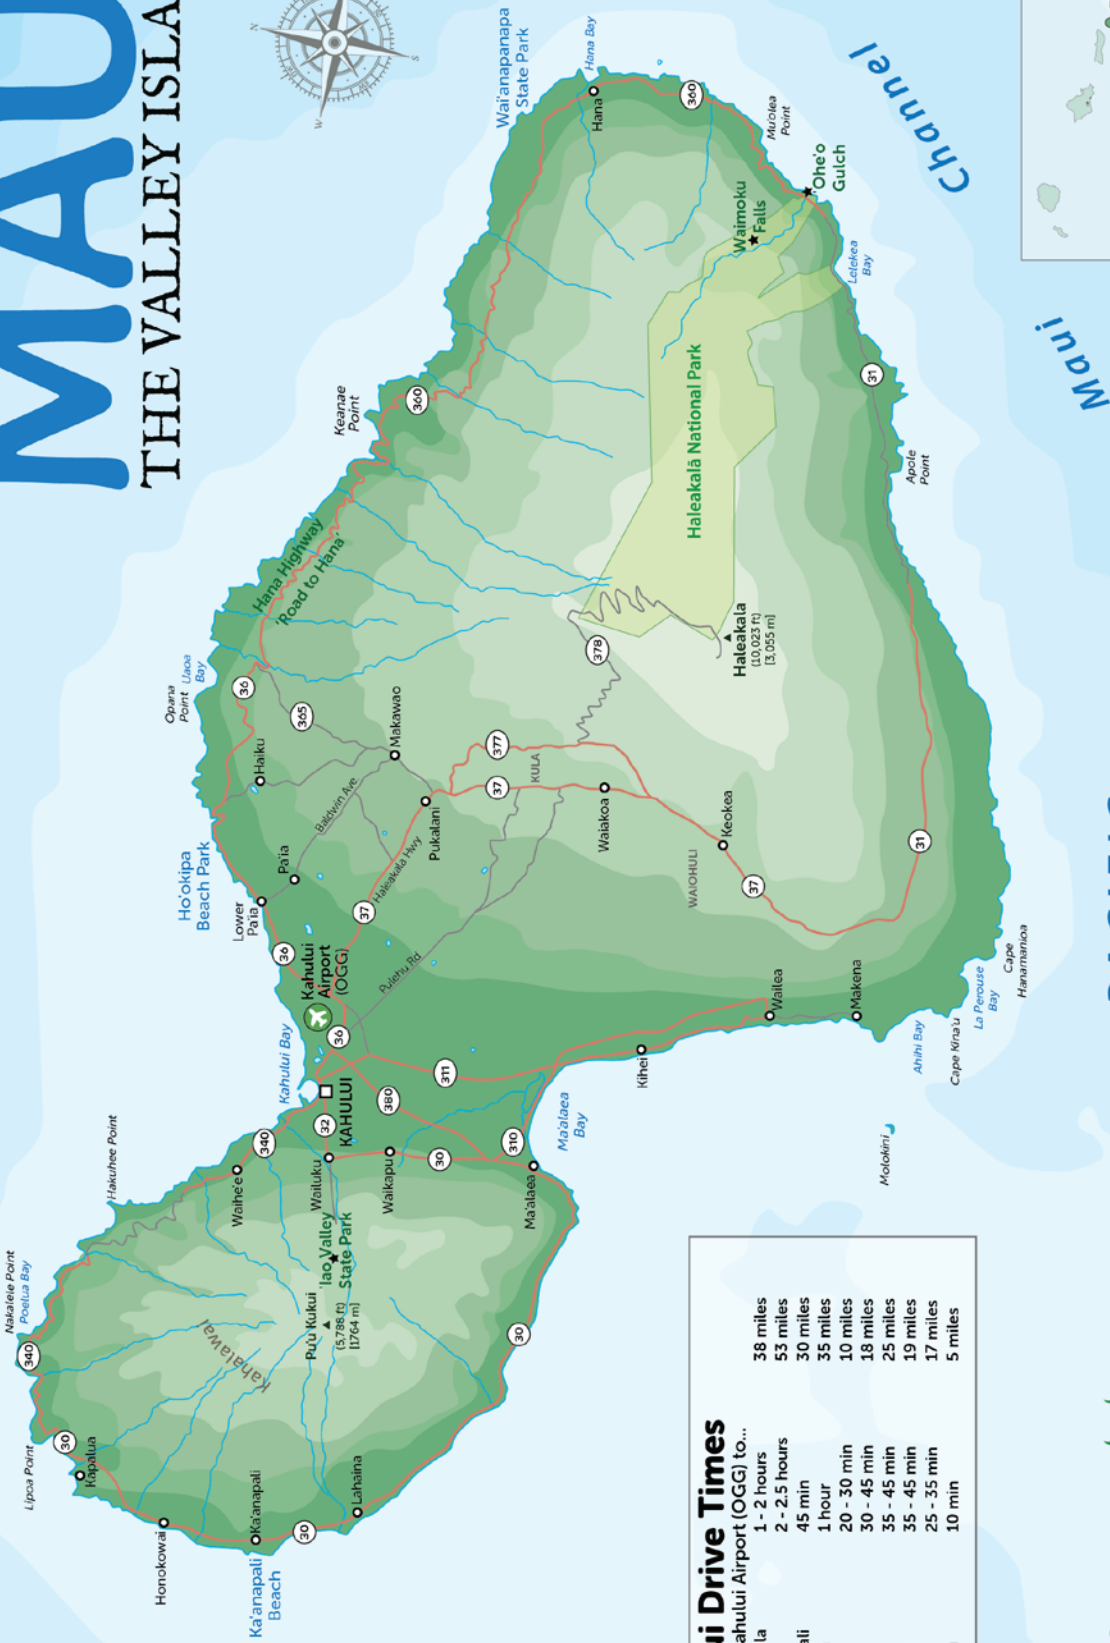 MAU
THE VALLEY ISLA
N
S
W
Nakalele Point
Poelua Bay
Lipoa Point
340
30
Kapalua
Honokowai
Ka'anapali
Ka'anapali
Beach
30
Lahaina
Kahalawai
Pu'u Kukui
(5,788 ft)
[1764 m]
'Iao Valley
State Park
Hakuhee Point
Waihe'e
340
Wailuku
32
KAHULUI
Kahului Bay
Waikapu
30
380
311
310
Ma'alaea
Ma'alaea
Bay
30
Kahului
Airport
(OGG)
36
36
Lower
Pa'ia
Pa'ia
Ho'okipa
Beach Park
Haiku
Opana
Point
Uaoa
Bay
36
365
Makawao
Baldwin Ave
Haleakala Hwy
37
Pukalani
Pulehu Rd
37
377
KULA
378
Waiakoa
WAIOHULI
Keokea
37
Kihei
Wailea
Makena
Molokini
Ahihi Bay
Cape Kina'u
La Perouse
Bay
Cape
Hanamanioa
31
Haleakala
(10,023 ft)
[3,055 m]
Haleakalā National Park
Hana Highway
'Road to Hana'
Keanae
Point
360
Wai'anapanapa
State Park
Hana Bay
Hana
360
Mu'olea
Point
'Ohe'o
Gulch
Waimoku
Falls
Lelekea
Bay
31
Apole
Point
Maui
Channel
ui Drive Times
ahului Airport (OGG) to...
la 1 - 2 hours 38 miles
2 - 2.5 hours 53 miles
45 min 30 miles
ali 1 hour 35 miles
20 - 30 min 10 miles
30 - 45 min 18 miles
35 - 45 min 25 miles
35 - 45 min 19 miles
25 - 35 min 17 miles
10 min 5 miles